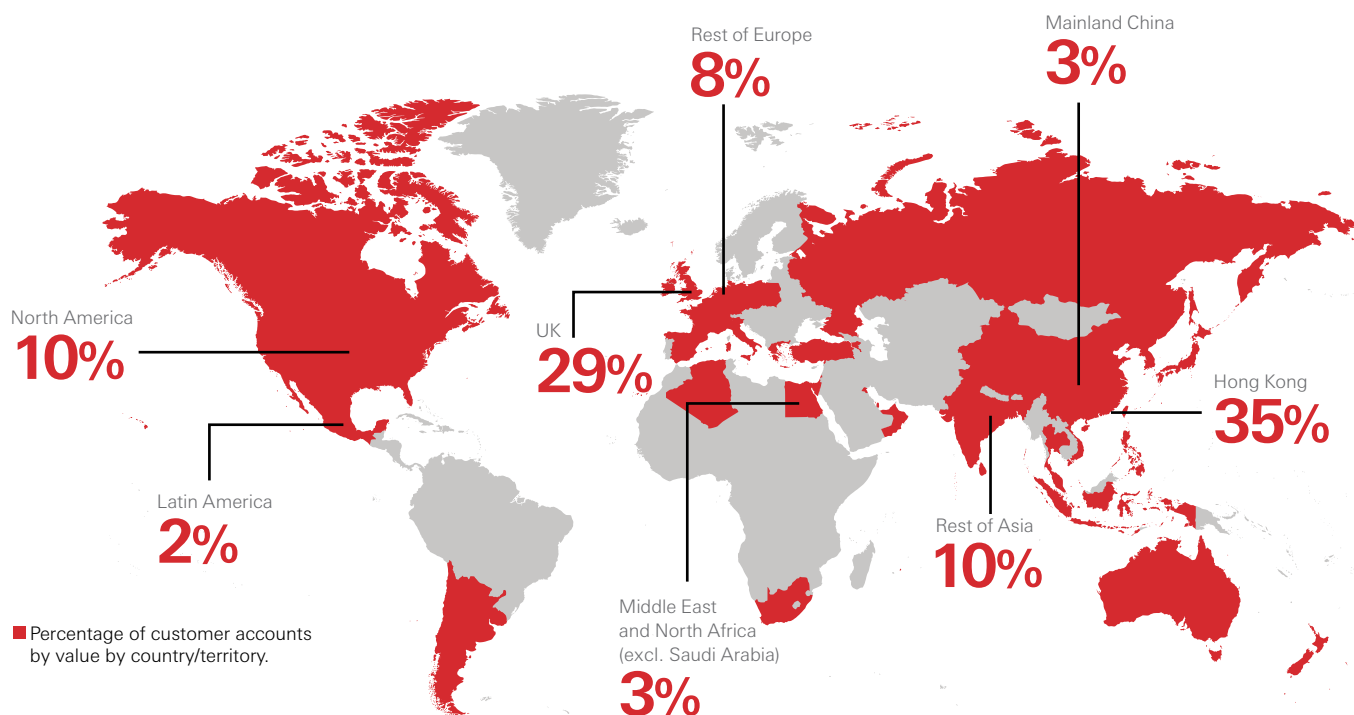 Mainland China
3%
Rest of Europe
8%
North America
10%
UK
29%
Hong Kong
35%
Latin America
2%
Rest of Asia
10%
Middle East
and North Africa
(excl. Saudi Arabia)
3%
Percentage of customer accounts
by value by country/territory.